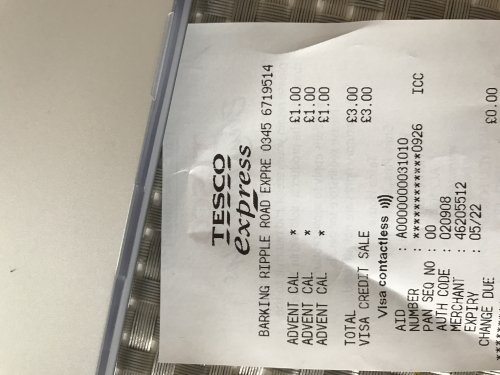 TESCO
express
BARKING RIPPLE ROAD EXPRE 0345 6719514
ADVENT CAL * £1.00
ADVENT CAL * £1.00
ADVENT CAL * £1.00
TOTAL £3.00
VISA CREDIT SALE £3.00
Visa contactless
AID : A0000000031010
NUMBER : ************0926 ICC
PAN SEQ NO : 00
AUTH CODE : 020908
MERCHANT : 46205512
EXPIRY : 05/22
CHANGE DUE £0.00